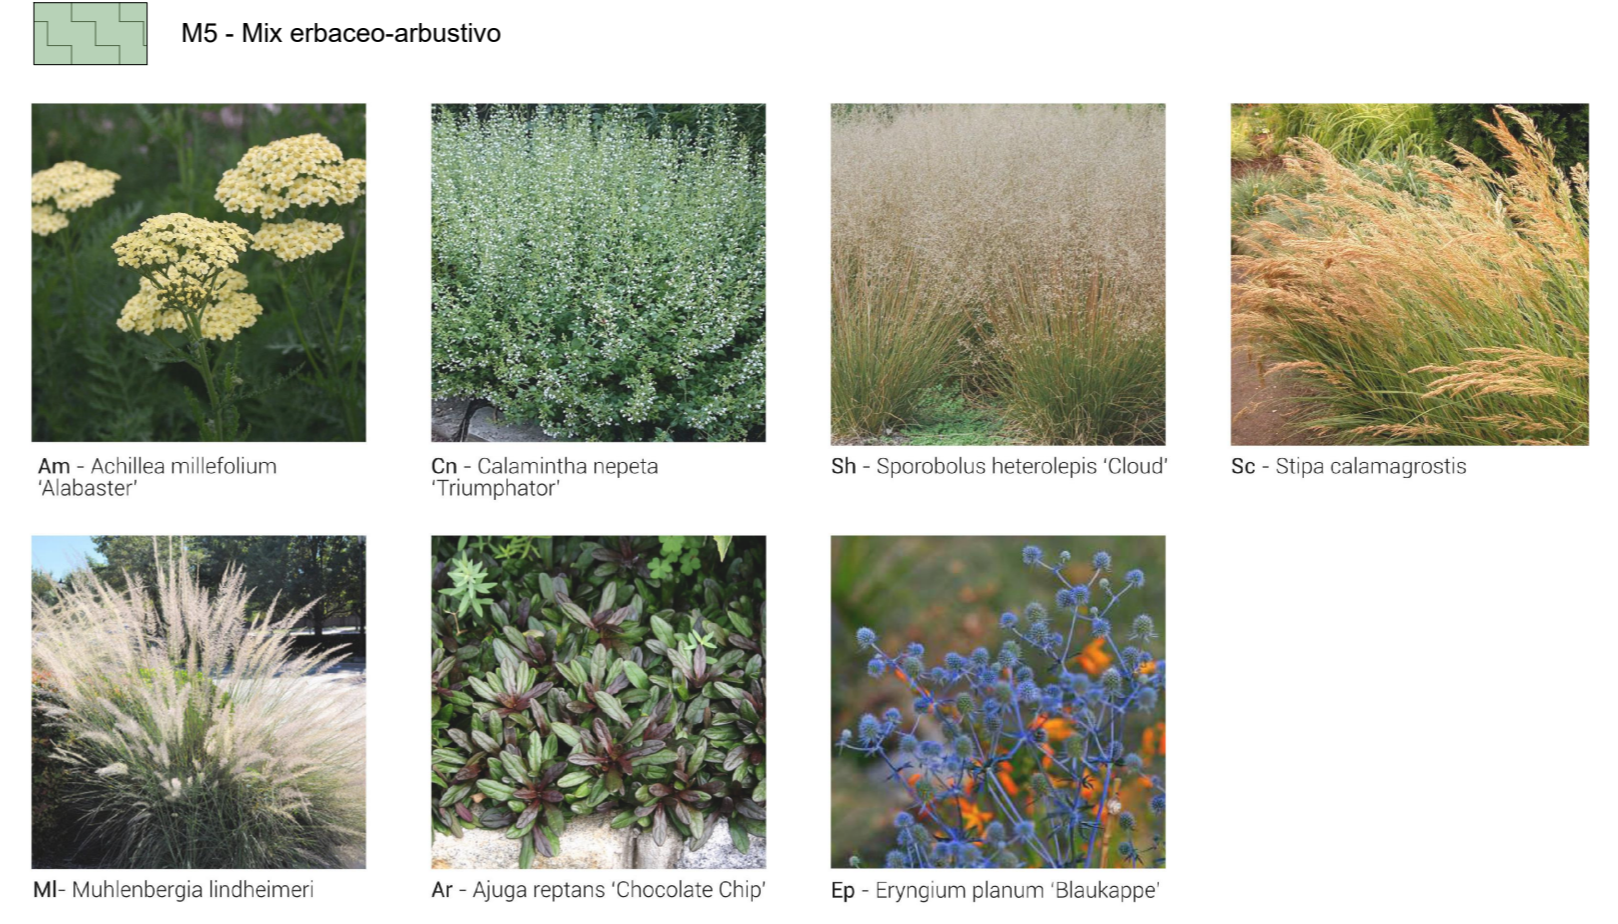 M5 - Mix erbaceo-arbustivo
Am - Achillea millefolium
‘Alabaster’
Cn - Calamintha nepeta
‘Triumphator’
Sh - Sporobolus heterolepis ‘Cloud’
Sc - Stipa calamagrostis
Ml- Muhlenbergia lindheimeri
Ar - Ajuga reptans ‘Chocolate Chip’
Ep - Eryngium planum ‘Blaukappe’